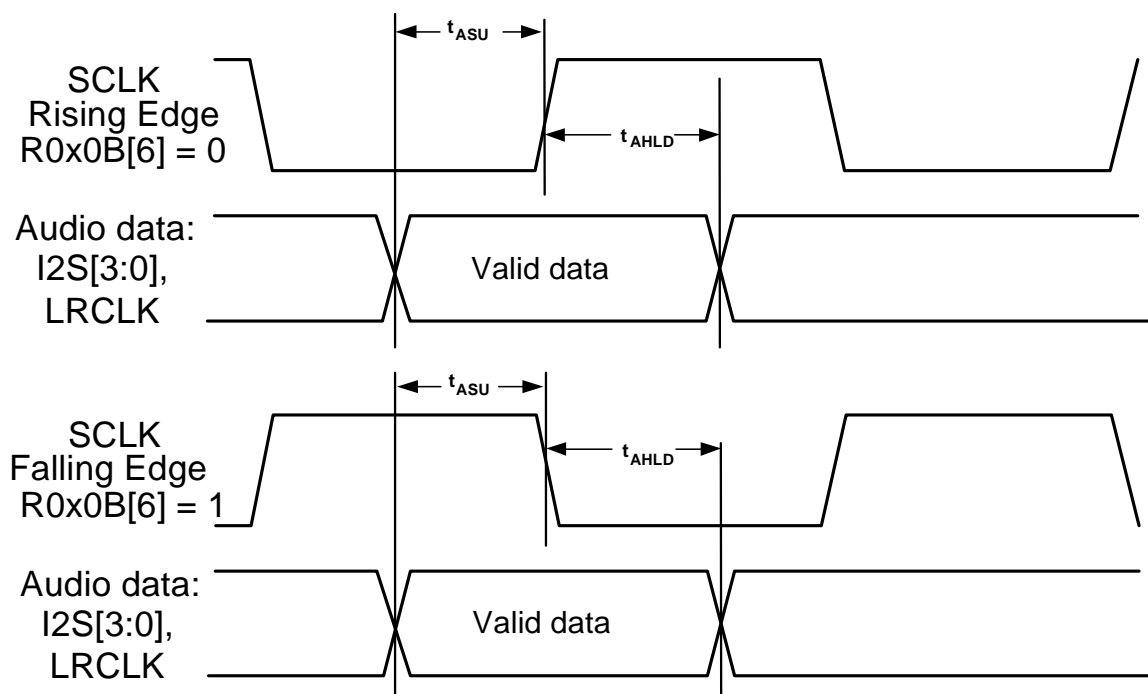 tASU
SCLK
Rising Edge
R0x0B[6] = 0
tAHLD
Audio data:
I2S[3:0],
LRCLK
Valid data
tASU
SCLK
Falling Edge
R0x0B[6] = 1
tAHLD
Audio data:
I2S[3:0],
LRCLK
Valid data